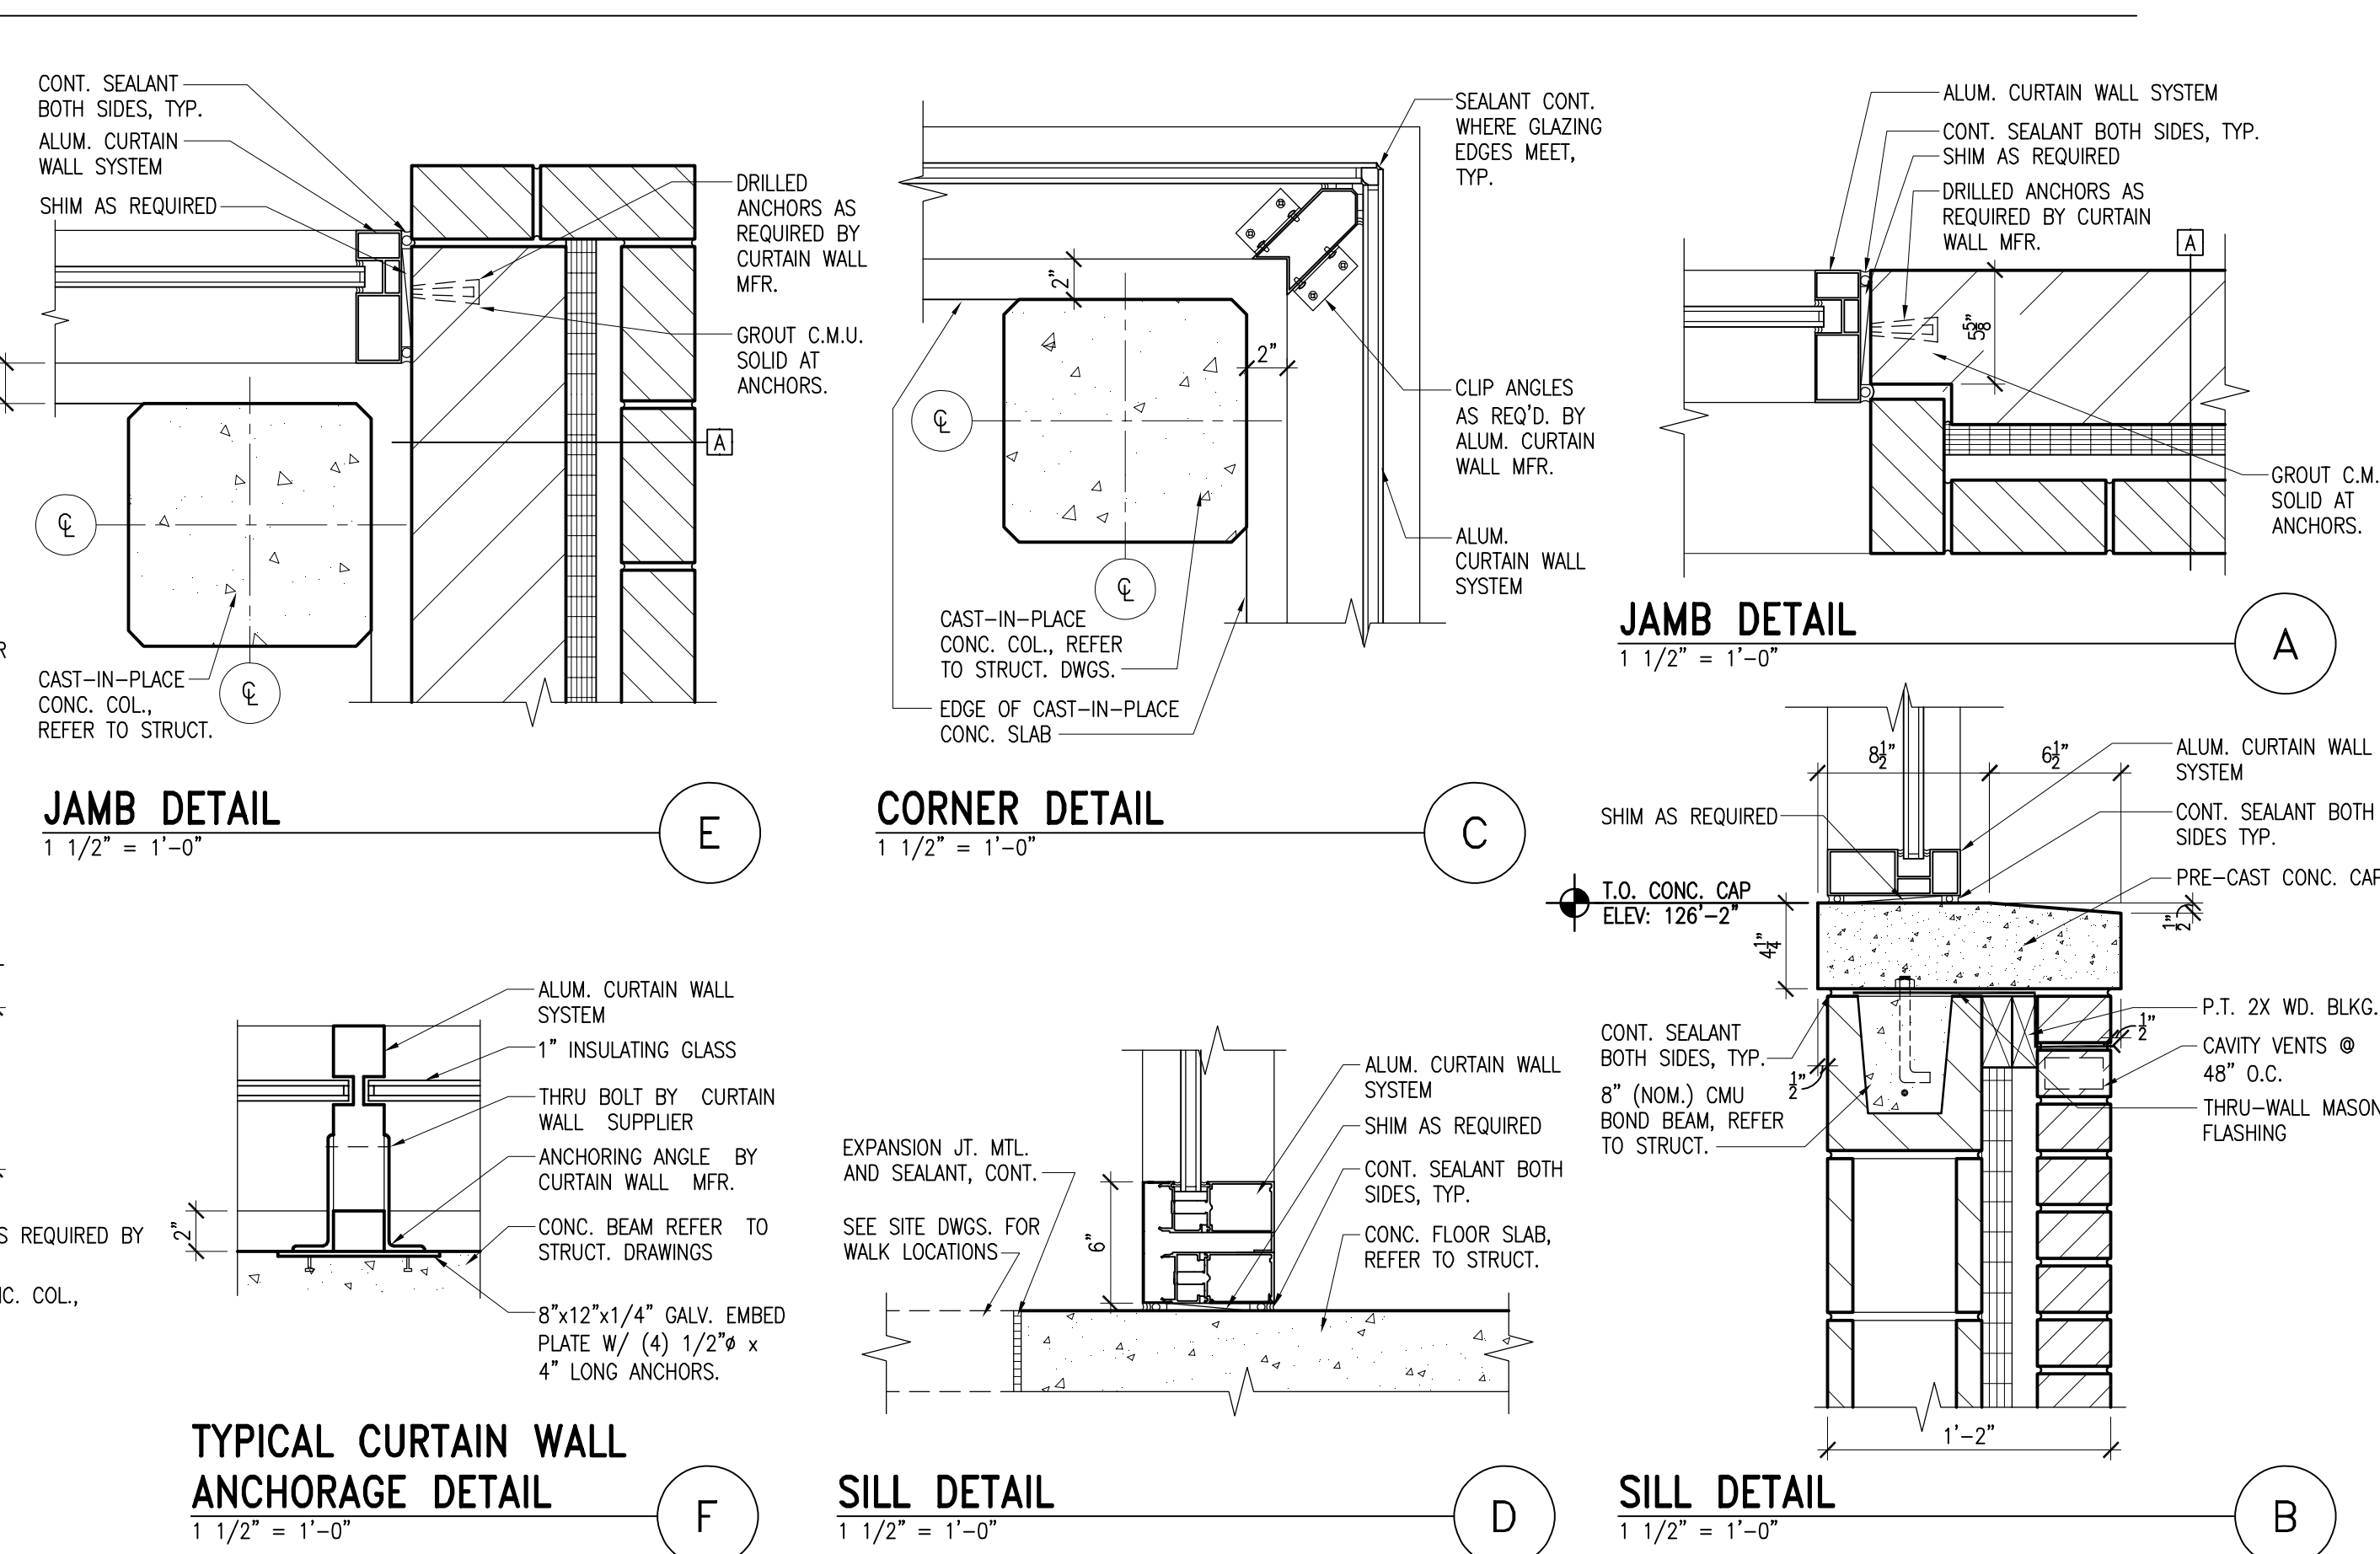 CONT. SEALANT
BOTH SIDES, TYP.
ALUM. CURTAIN
WALL SYSTEM
SHIM AS REQUIRED
DRILLED
ANCHORS AS
REQUIRED BY
CURTAIN WALL
MFR.
GROUT C.M.U.
SOLID AT
ANCHORS.
A
℄
℄
CAST-IN-PLACE
CONC. COL.,
REFER TO STRUCT.
JAMB DETAIL
1 1/2" = 1'-0"
E
SEALANT CONT.
WHERE GLAZING
EDGES MEET,
TYP.
2"
2"
℄
℄
CLIP ANGLES
AS REQ'D. BY
ALUM. CURTAIN
WALL MFR.
ALUM.
CURTAIN WALL
SYSTEM
CAST-IN-PLACE
CONC. COL., REFER
TO STRUCT. DWGS.
EDGE OF CAST-IN-PLACE
CONC. SLAB
CORNER DETAIL
1 1/2" = 1'-0"
C
ALUM. CURTAIN WALL SYSTEM
CONT. SEALANT BOTH SIDES, TYP.
SHIM AS REQUIRED
DRILLED ANCHORS AS
REQUIRED BY CURTAIN
WALL MFR.
A
5 5/8"
GROUT C.M.
SOLID AT
ANCHORS.
JAMB DETAIL
1 1/2" = 1'-0"
A
ALUM. CURTAIN WALL
SYSTEM
1" INSULATING GLASS
THRU BOLT BY CURTAIN
WALL SUPPLIER
ANCHORING ANGLE BY
CURTAIN WALL MFR.
CONC. BEAM REFER TO
STRUCT. DRAWINGS
8"x12"x1/4" GALV. EMBED
PLATE W/ (4) 1/2"ø x
4" LONG ANCHORS.
2"
R
S REQUIRED BY
C. COL.,
TYPICAL CURTAIN WALL
ANCHORAGE DETAIL
1 1/2" = 1'-0"
F
EXPANSION JT. MTL.
AND SEALANT, CONT.
SEE SITE DWGS. FOR
WALK LOCATIONS
6"
ALUM. CURTAIN WALL
SYSTEM
SHIM AS REQUIRED
CONT. SEALANT BOTH
SIDES, TYP.
CONC. FLOOR SLAB,
REFER TO STRUCT.
SILL DETAIL
1 1/2" = 1'-0"
D
8 1/2"
6 1/2"
ALUM. CURTAIN WALL
SYSTEM
SHIM AS REQUIRED
CONT. SEALANT BOTH
SIDES TYP.
PRE-CAST CONC. CAP
T.O. CONC. CAP
ELEV: 126'-2"
4 1/4"
1/2"
CONT. SEALANT
BOTH SIDES, TYP.
1/2"
8" (NOM.) CMU
BOND BEAM, REFER
TO STRUCT.
P.T. 2X WD. BLKG.
1/2"
CAVITY VENTS @
48" O.C.
THRU-WALL MASON
FLASHING
1'-2"
SILL DETAIL
1 1/2" = 1'-0"
B